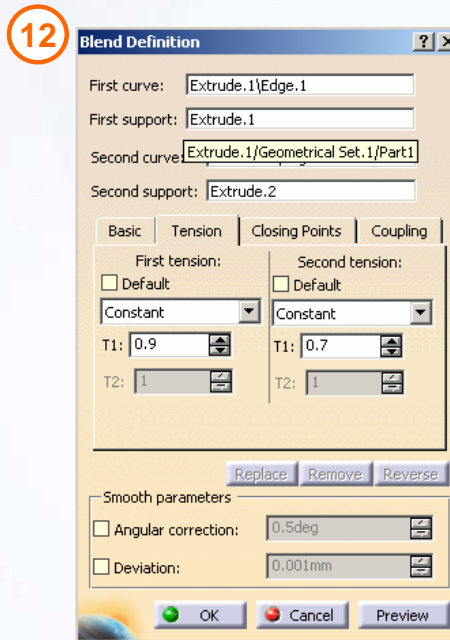 12
Blend Definition ? X
First curve: Extrude.1\Edge.1
First support: Extrude.1
Second curve: Extrude.1/Geometrical Set.1/Part1
Second support: Extrude.2
Basic Tension Closing Points Coupling
First tension: Second tension:
Default Default
Constant Constant
T1: 0.9 T1: 0.7
T2: 1 T2: 1
Replace Remove Reverse
Smooth parameters
Angular correction: 0.5deg
Deviation: 0.001mm
OK Cancel Preview